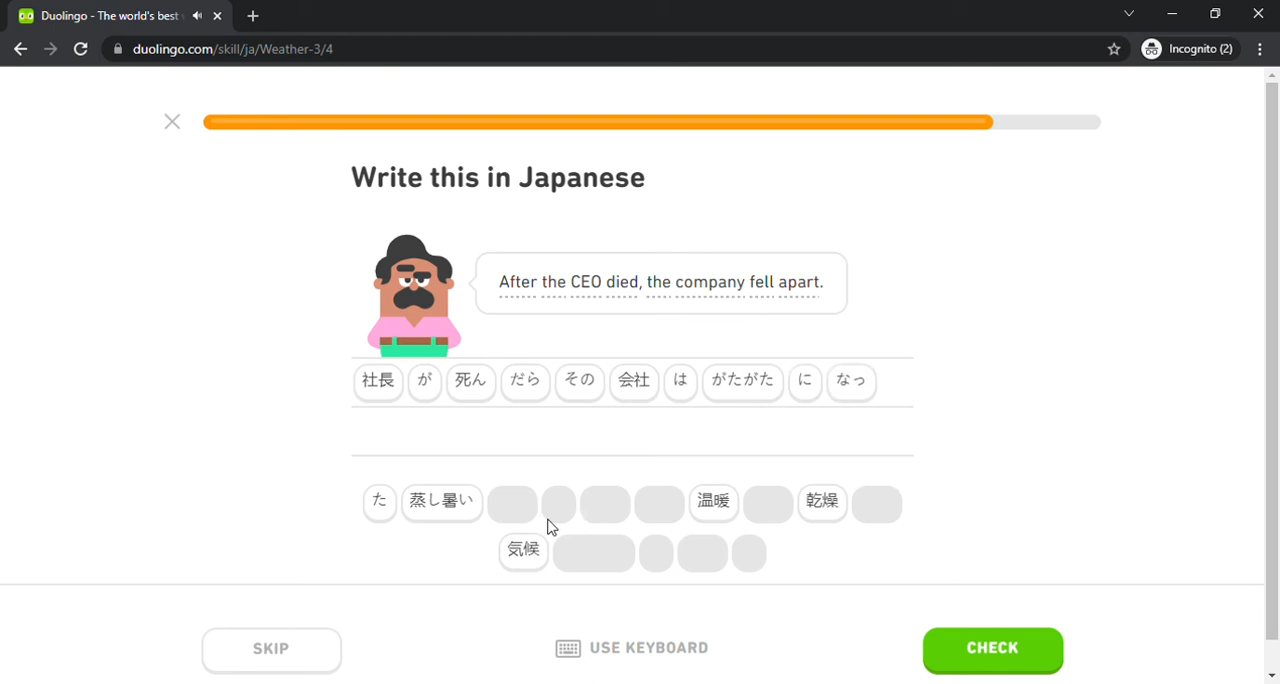 Duolingo - The world's best
duolingo.com/skill/ja/Weather-3/4
Incognito (2)
Write this in Japanese
After the CEO died, the company fell apart.
社長 が 死ん だら その 会社 は がたがた に なっ
た 蒸し暑い 温暖 乾燥
気候
SKIP
USE KEYBOARD
CHECK